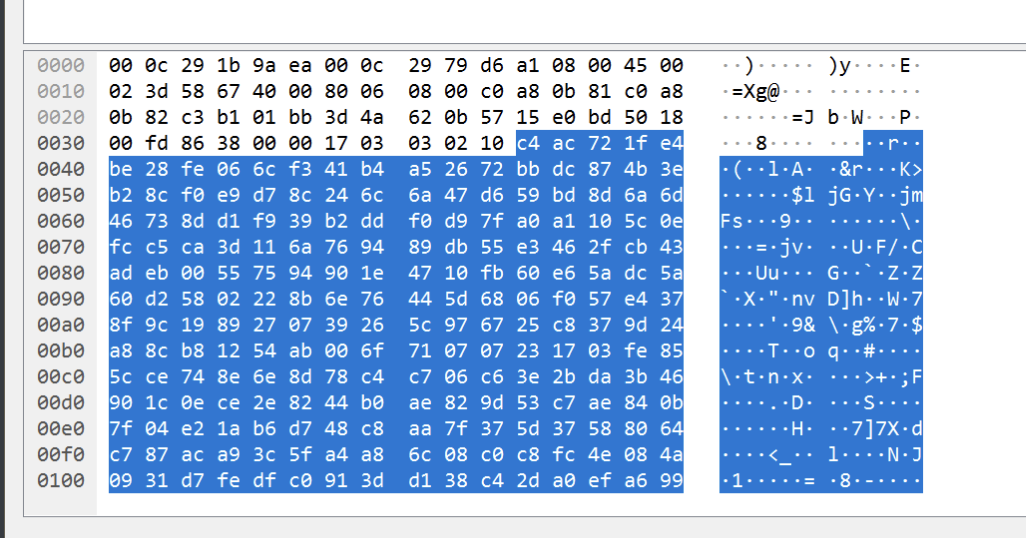 0000 00 0c 29 1b 9a ea 00 0c 29 79 d6 a1 08 00 45 00 ··)····· )y····E·
0010 02 3d 58 67 40 00 80 06 08 00 c0 a8 0b 81 c0 a8 ·=Xg@··· ········
0020 0b 82 c3 b1 01 bb 3d 4a 62 0b 57 15 e0 bd 50 18 ······=J b·W···P·
0030 00 fd 86 38 00 00 17 03 03 02 10 c4 ac 72 1f e4 ···8···· ·····r··
0040 be 28 fe 06 6c f3 41 b4 a5 26 72 bb dc 87 4b 3e ·(··l·A· ·&r···K>
0050 b2 8c f0 e9 d7 8c 24 6c 6a 47 d6 59 bd 8d 6a 6d ······$l jG·Y··jm
0060 46 73 8d d1 f9 39 b2 dd f0 d9 7f a0 a1 10 5c 0e Fs···9·· ······\·
0070 fc c5 ca 3d 11 6a 76 94 89 db 55 e3 46 2f cb 43 ···=·jv· ··U·F/·C
0080 ad eb 00 55 75 94 90 1e 47 10 fb 60 e6 5a dc 5a ···Uu··· G··`·Z·Z
0090 60 d2 58 02 22 8b 6e 76 44 5d 68 06 f0 57 e4 37 `·X·"·nv D]h··W·7
00a0 8f 9c 19 89 27 07 39 26 5c 97 67 25 c8 37 9d 24 ····'·9& \·g%·7·$
00b0 a8 8c b8 12 54 ab 00 6f 71 07 07 23 17 03 fe 85 ····T··o q··#····
00c0 5c ce 74 8e 6e 8d 78 c4 c7 06 c6 3e 2b da 3b 46 \·t·n·x· ···>+·;F
00d0 90 1c 0e ce 2e 82 44 b0 ae 82 9d 53 c7 ae 84 0b ····.·D· ···S····
00e0 7f 04 e2 1a b6 d7 48 c8 aa 7f 37 5d 37 58 80 64 ······H· ··7]7X·d
00f0 c7 87 ac a9 3c 5f a4 a8 6c 08 c0 c8 fc 4e 08 4a ····<_·· l····N·J
0100 09 31 d7 fe df c0 91 3d d1 38 c4 2d a0 ef a6 99 ·1·····= ·8·-····